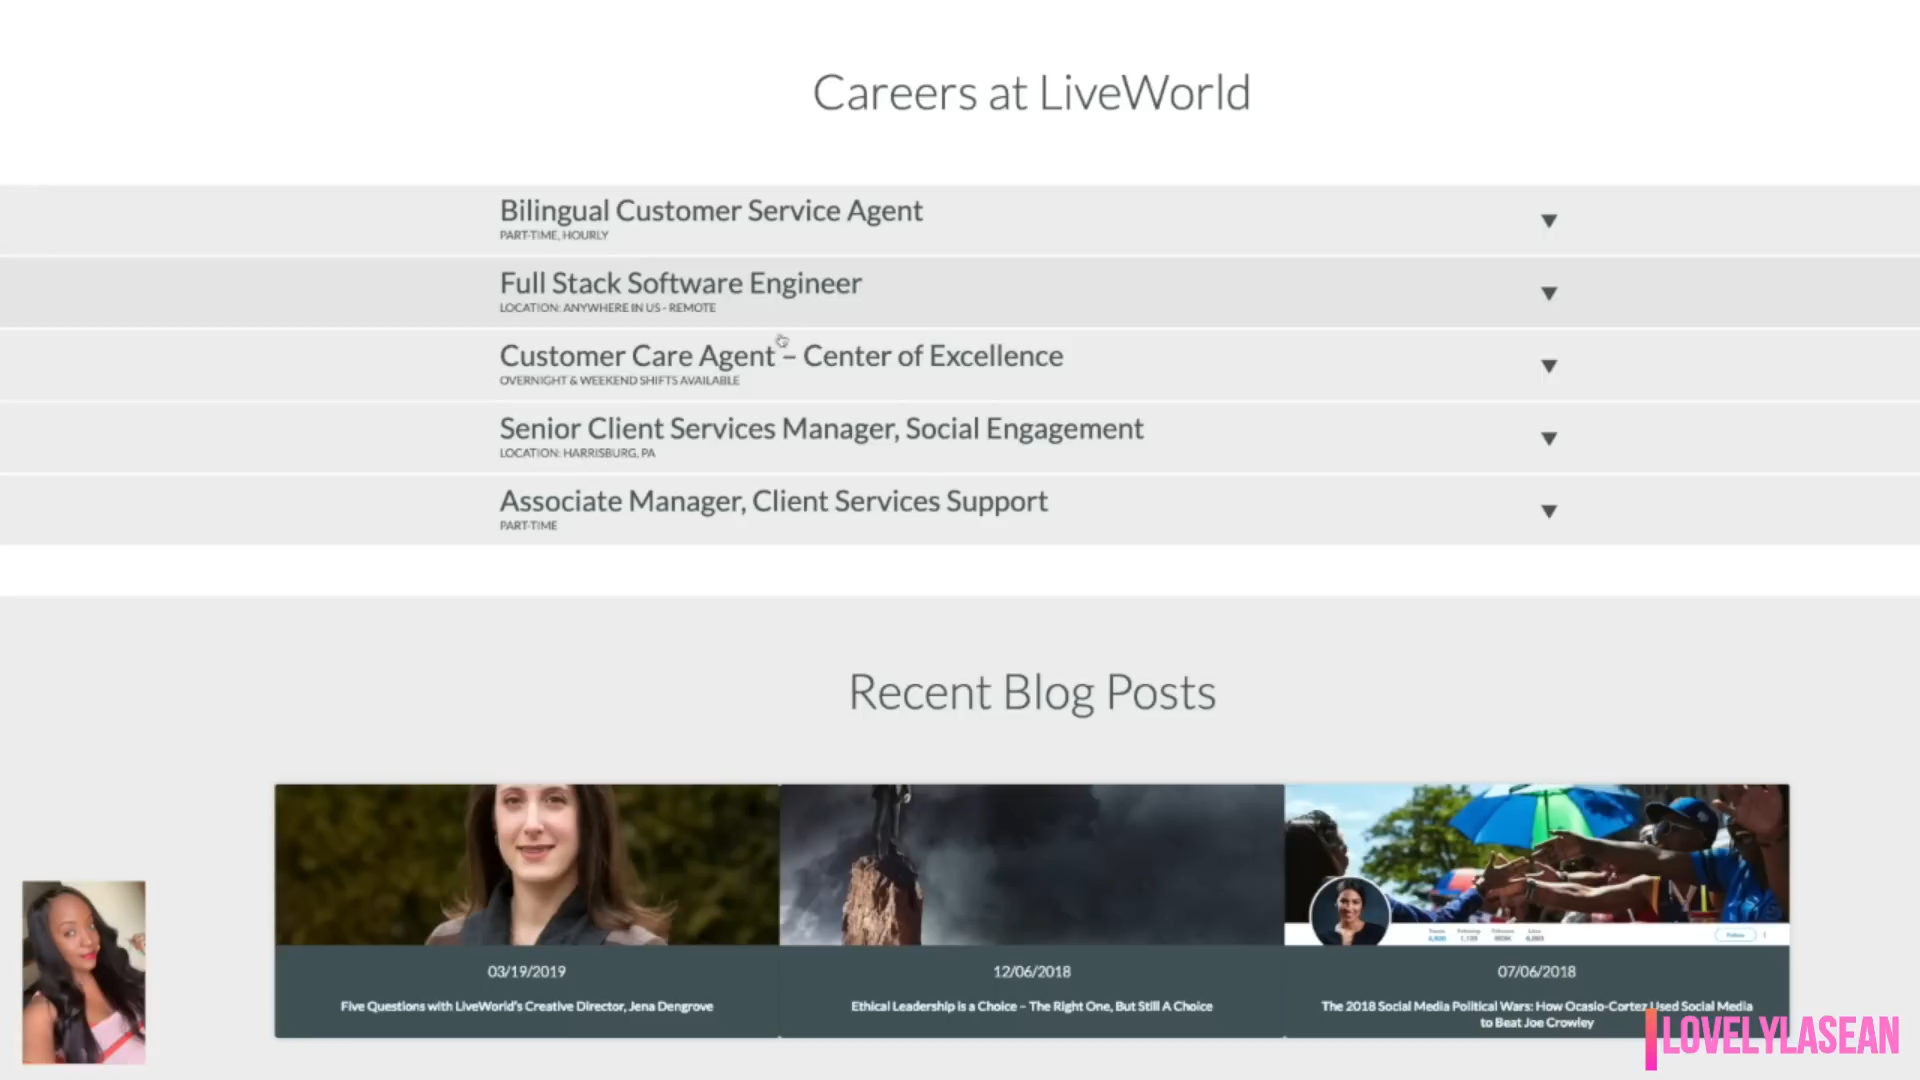 Careers at LiveWorld
Bilingual Customer Service Agent
PART-TIME, HOURLY
Full Stack Software Engineer
LOCATION: ANYWHERE IN US - REMOTE
Customer Care Agent – Center of Excellence
OVERNIGHT & WEEKEND SHIFTS AVAILABLE
Senior Client Services Manager, Social Engagement
LOCATION: HARRISBURG, PA
Associate Manager, Client Services Support
PART-TIME
Recent Blog Posts
03/19/2019
Five Questions with LiveWorld's Creative Director, Jena Dengrove
12/06/2018
Ethical Leadership is a Choice – The Right One, But Still A Choice
07/06/2018
The 2018 Social Media Political Wars: How Ocasio-Cortez Used Social Media
to Beat Joe Crowley
LOVELYLASEAN